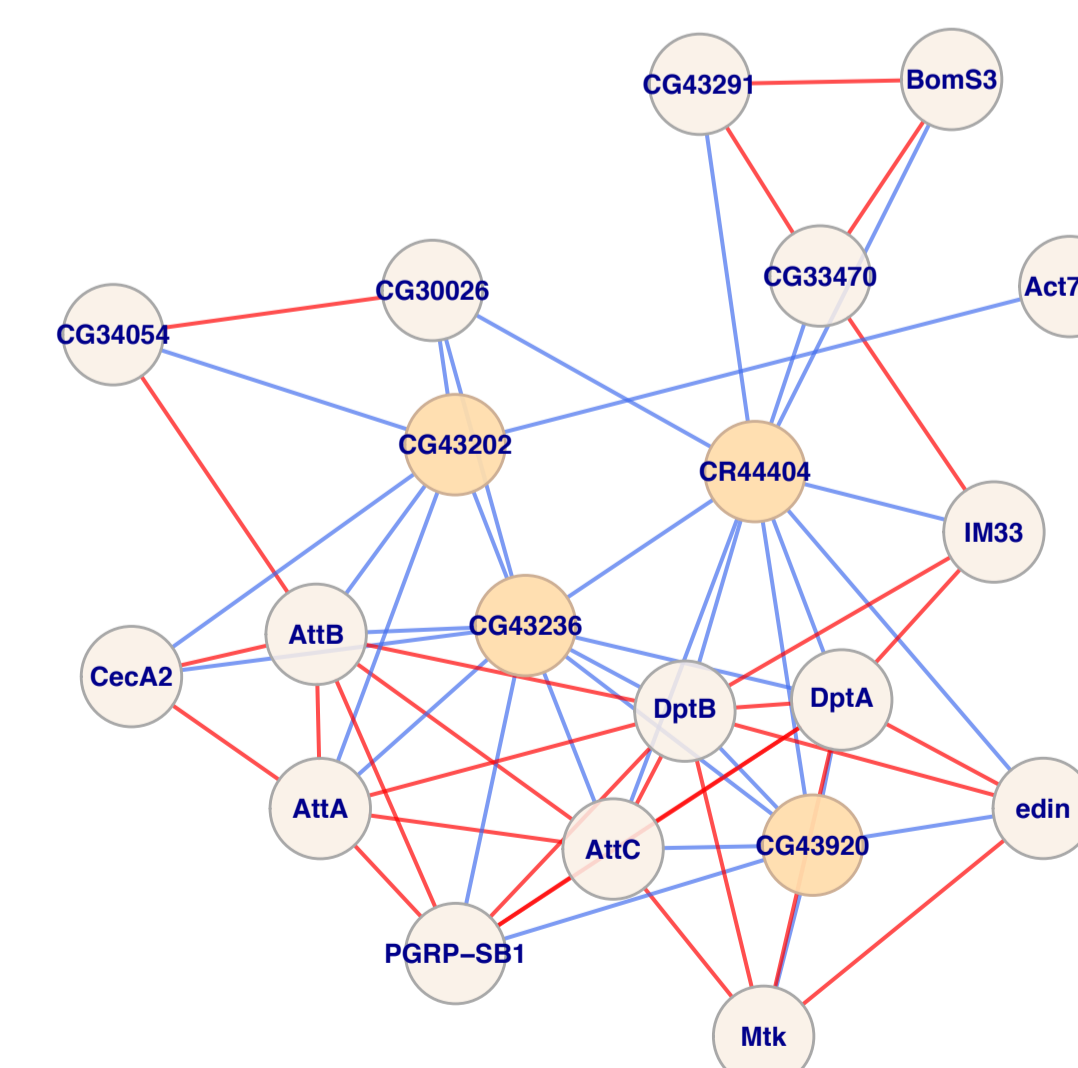 BomS3
CG43291
CG33470
Act7
CG30026
CG34054
CG43202
CR44404
IM33
CG43236
AttB
CecA2
DptA
DptB
AttA
edin
CG43920
AttC
PGRP−SB1
Mtk